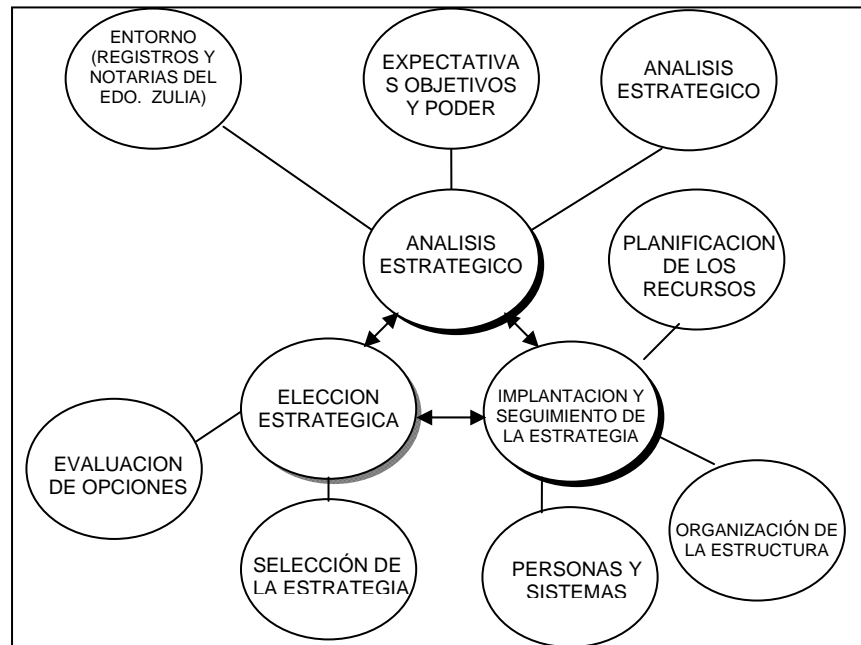 ENTORNO
(REGISTROS Y
NOTARIAS DEL
EDO. ZULIA)
EXPECTATIVA
S OBJETIVOS
Y PODER
ANALISIS
ESTRATEGICO
ANALISIS
ESTRATEGICO
PLANIFICACION
DE LOS
RECURSOS
ELECCION
ESTRATEGICA
IMPLANTACION Y
SEGUIMIENTO DE
LA ESTRATEGIA
EVALUACION
DE OPCIONES
SELECCIÓN DE
LA ESTRATEGIA
PERSONAS Y
SISTEMAS
ORGANIZACIÓN DE
LA ESTRUCTURA